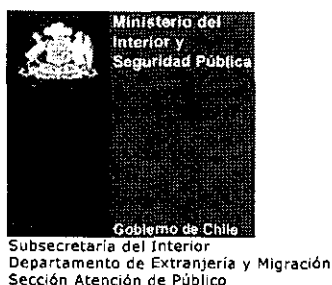 Ministerio del
Interior y
Seguridad Pública
Gobierno de Chile
Subsecretaría del Interior
Departamento de Extranjería y Migración
Sección Atención de Público